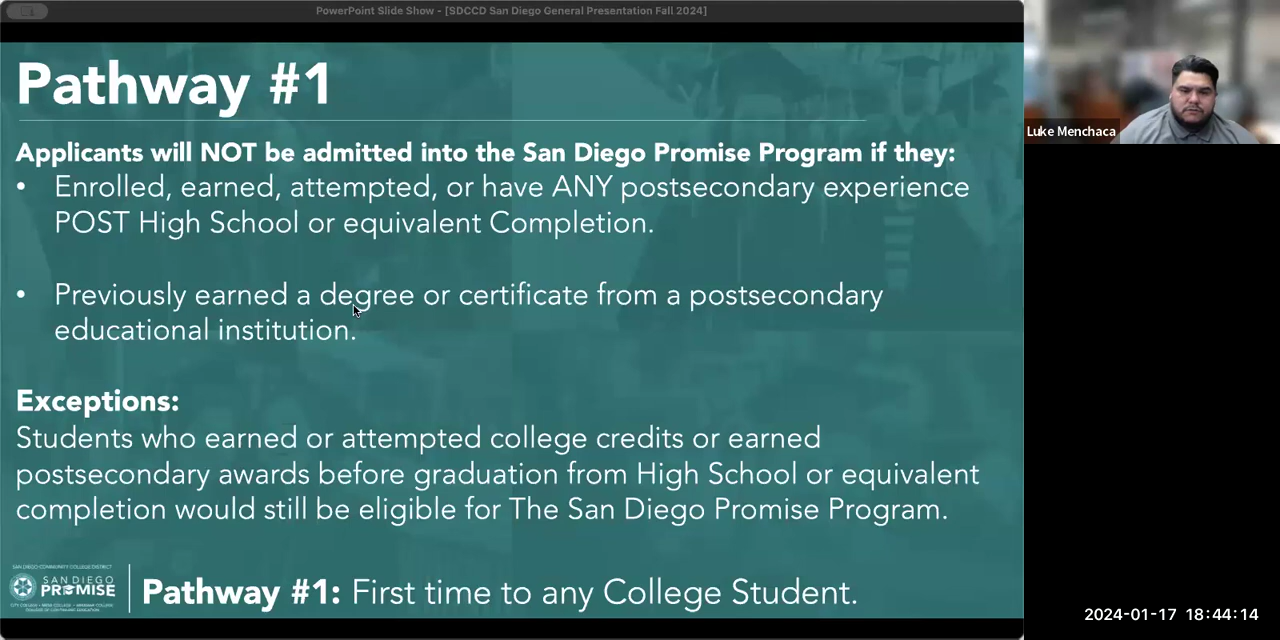 PowerPoint Slide Show - [SDCCD San Diego General Presentation Fall 2024]
Pathway #1
Applicants will NOT be admitted into the San Diego Promise Program if they:
• Enrolled, earned, attempted, or have ANY postsecondary experience
POST High School or equivalent Completion.
• Previously earned a degree or certificate from a postsecondary
educational institution.
Exceptions:
Students who earned or attempted college credits or earned
postsecondary awards before graduation from High School or equivalent
completion would still be eligible for The San Diego Promise Program.
SAN DIEGO COMMUNITY COLLEGE DISTRICT
SAN DIEGO
PROMISE
Pathway #1: First time to any College Student.
Luke Menchaca
2024-01-17 18:44:14